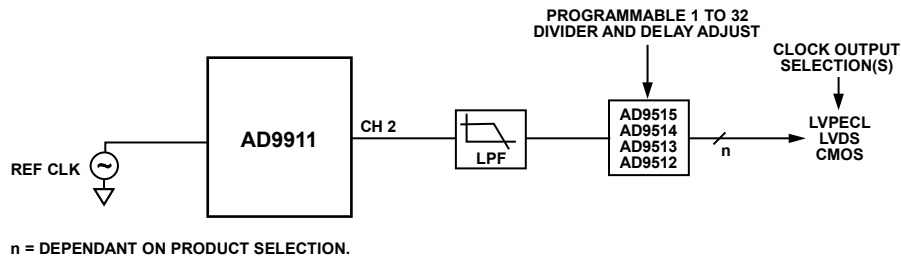 PROGRAMMABLE 1 TO 32
DIVIDER AND DELAY ADJUST
CLOCK OUTPUT
SELECTION(S)
REF CLK
~
AD9911
CH 2
LPF
AD9515
AD9514
AD9513
AD9512
n
LVPECL
LVDS
CMOS
n = DEPENDANT ON PRODUCT SELECTION.